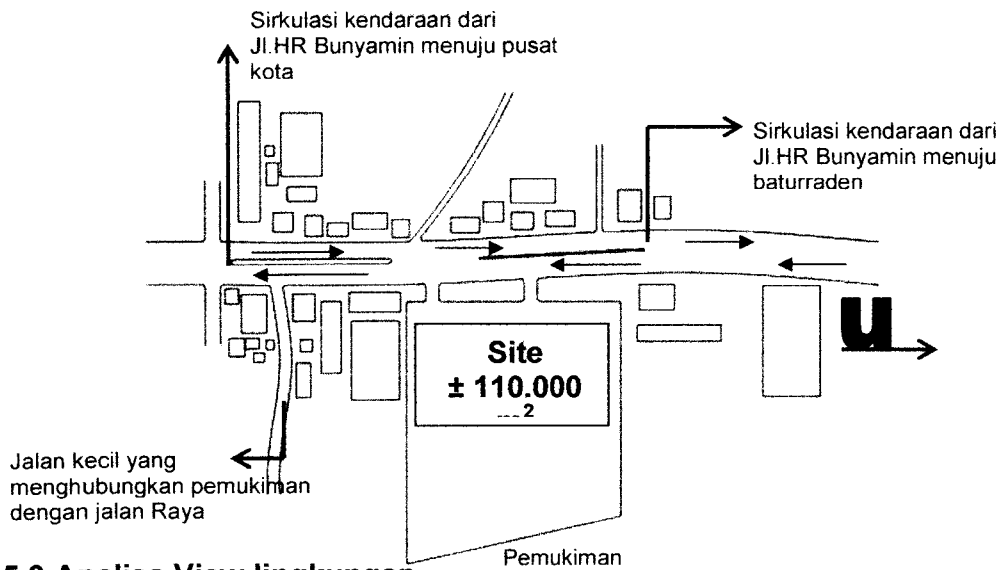 Sirkulasi kendaraan dari
Jl.HR Bunyamin menuju pusat
kota
Sirkulasi kendaraan dari
Jl.HR Bunyamin menuju
baturraden
u
Site
± 110.000
2
Jalan kecil yang
menghubungkan pemukiman
dengan jalan Raya
Pemukiman